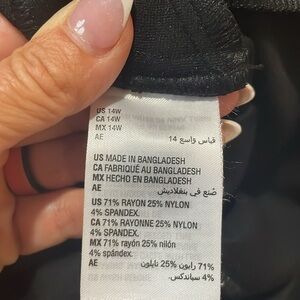 US 14W
CA 14W
MX 14W
AE قياس واسع 14
US MADE IN BANGLADESH
CA FABRIQUÉ AU BANGLADESH
MX HECHO EN BANGLADESH
AE صُنع في بنغلاديش
US 71% RAYON 25% NYLON
4% SPANDEX.
CA 71% RAYONNE 25% NYLON
4% SPANDEX.
MX 71% rayón 25% nilón
4% spándex.
AE 71% رايون 25% نايلون
4% سباندكس.